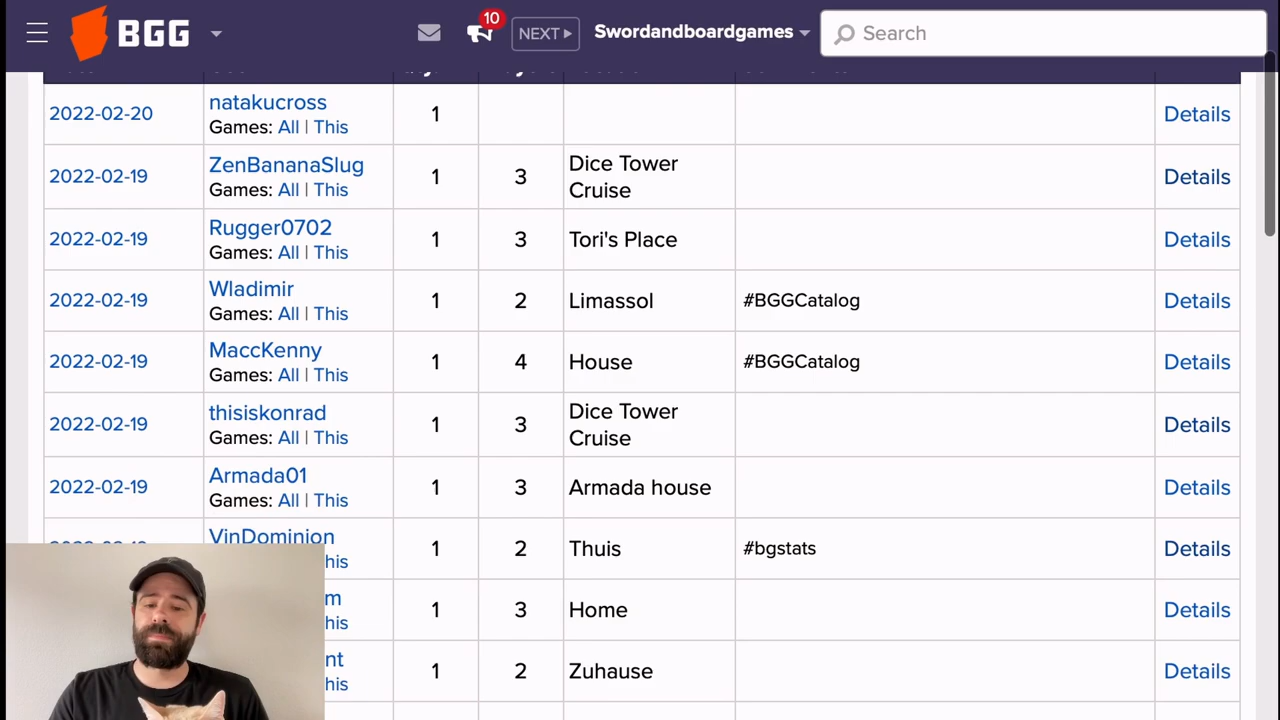 BGG
10
NEXT
Swordandboardgames
Search
2022-02-20 natakucross 1 Details
Games: All | This
2022-02-19 ZenBananaSlug 1 3 Dice Tower Cruise Details
Games: All | This
2022-02-19 Rugger0702 1 3 Tori's Place Details
Games: All | This
2022-02-19 Wladimir 1 2 Limassol #BGGCatalog Details
Games: All | This
2022-02-19 MaccKenny 1 4 House #BGGCatalog Details
Games: All | This
2022-02-19 thisiskonrad 1 3 Dice Tower Cruise Details
Games: All | This
2022-02-19 Armada01 1 3 Armada house Details
Games: All | This
VinDominion 1 2 Thuis #bgstats Details
his
m 1 3 Home Details
his
nt 1 2 Zuhause Details
his